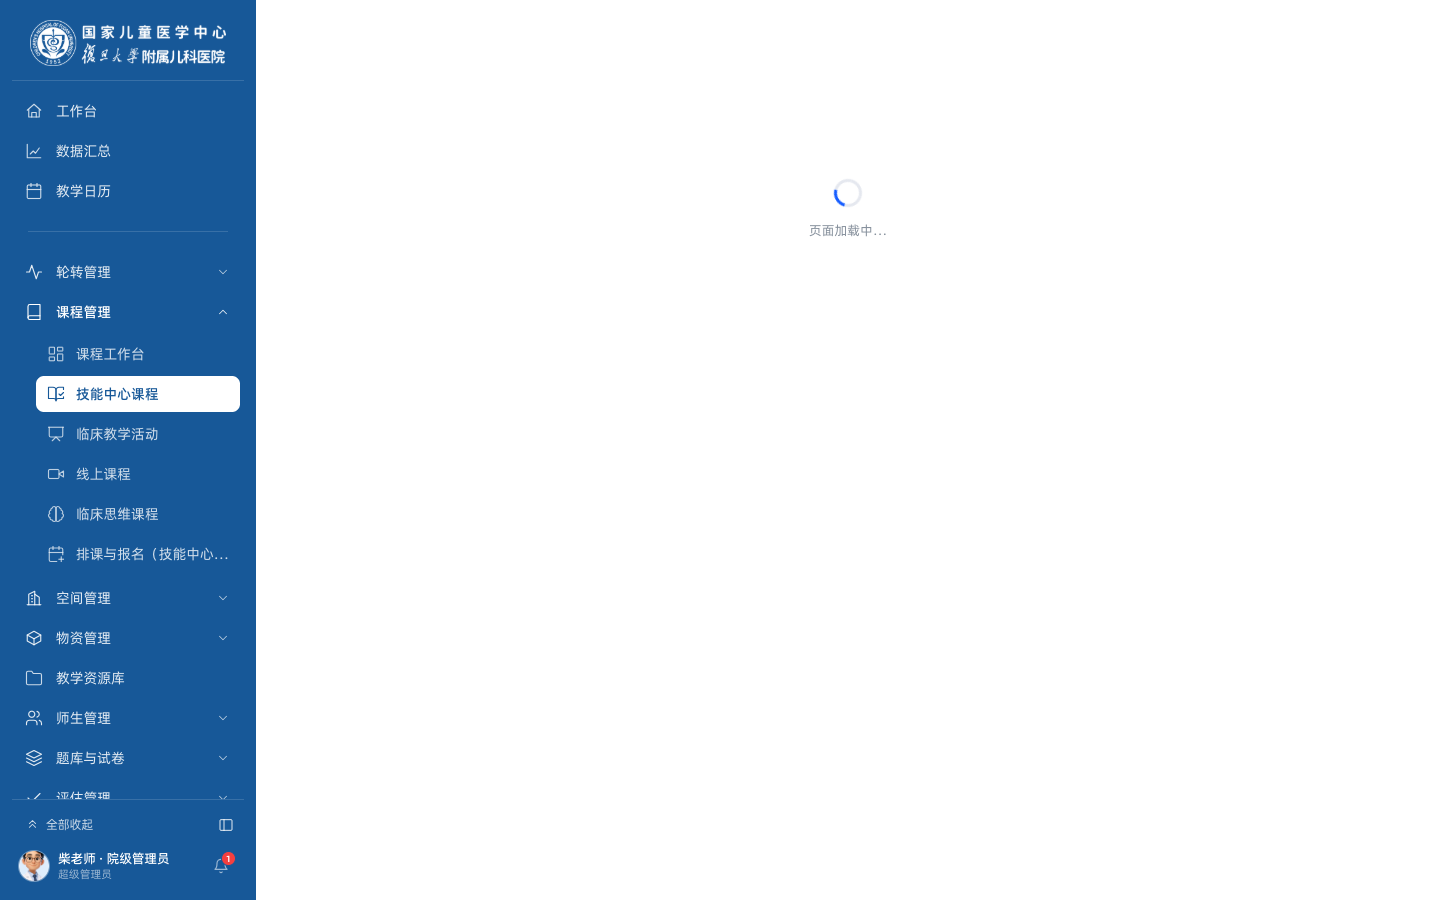 国家儿童医学中心
復旦大学附属儿科医院
1952
工作台
数据汇总
教学日历
轮转管理
课程管理
课程工作台
技能中心课程
临床教学活动
线上课程
临床思维课程
排课与报名（技能中心...
空间管理
物资管理
教学资源库
师生管理
题库与试卷
评估管理
全部收起
柴老师 · 院级管理员
超级管理员
1
页面加载中...